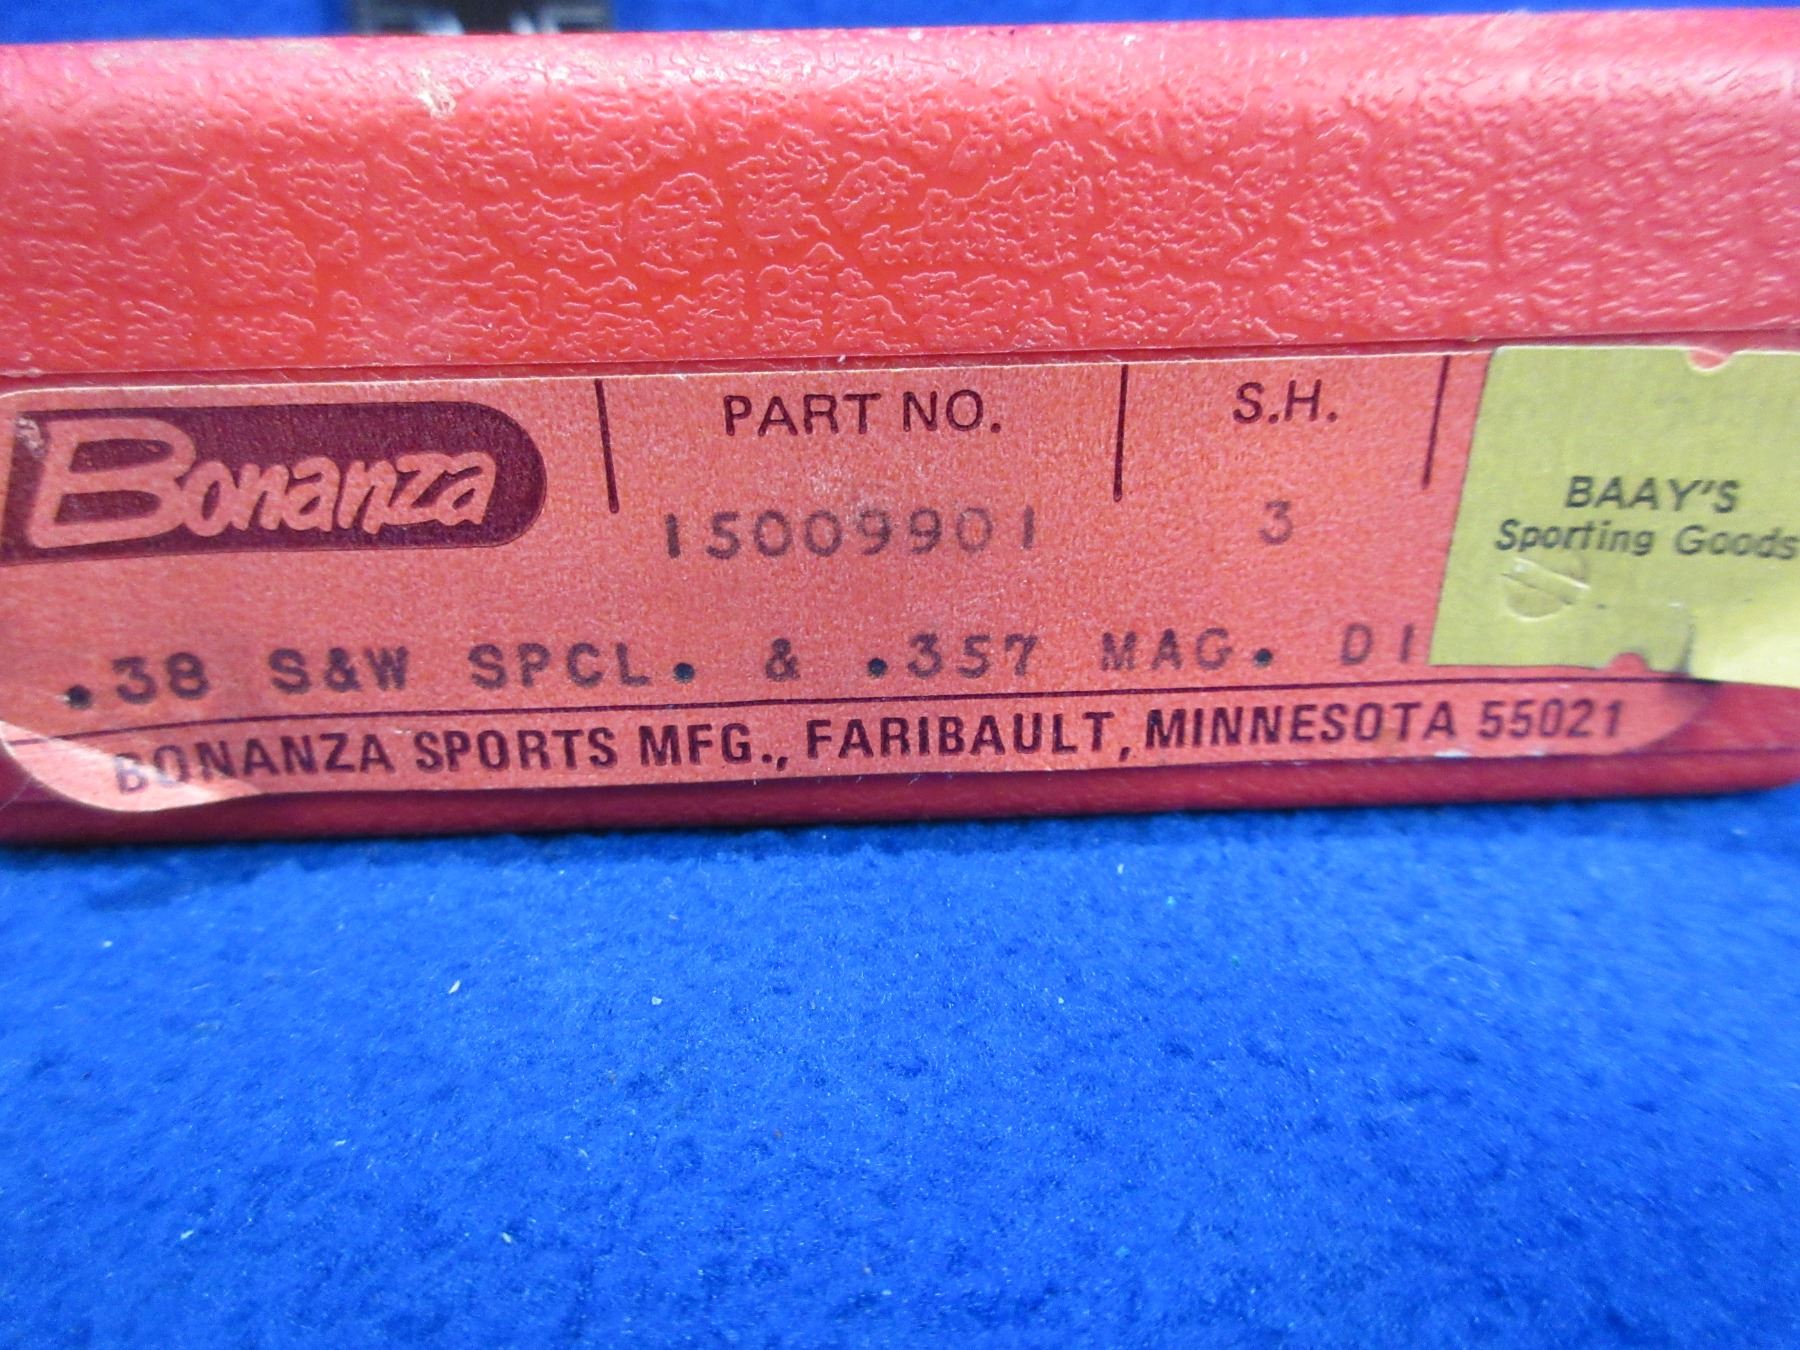 Bonanza
PART NO.
S.H.
15009901
3
BAAY'S
Sporting Goods
.38 S&W SPCL. & .357 MAG. DI
BONANZA SPORTS MFG., FARIBAULT, MINNESOTA 55021